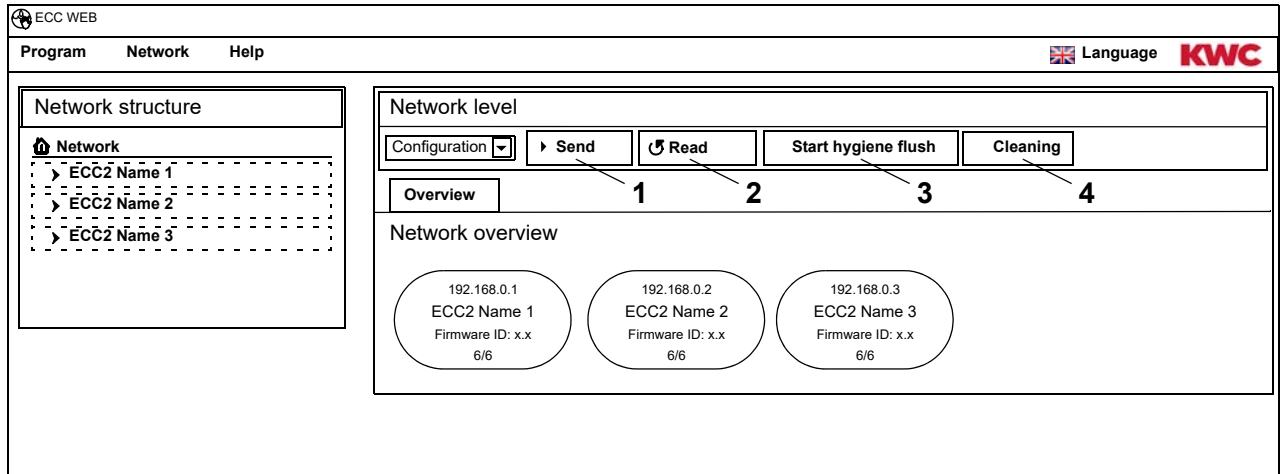 ECC WEB
Program Network Help Language KWC
Network structure
Network
ECC2 Name 1
ECC2 Name 2
ECC2 Name 3
Network level
Configuration Send Read Start hygiene flush Cleaning
1 2 3 4
Overview
Network overview
192.168.0.1
ECC2 Name 1
Firmware ID: x.x
6/6
192.168.0.2
ECC2 Name 2
Firmware ID: x.x
6/6
192.168.0.3
ECC2 Name 3
Firmware ID: x.x
6/6